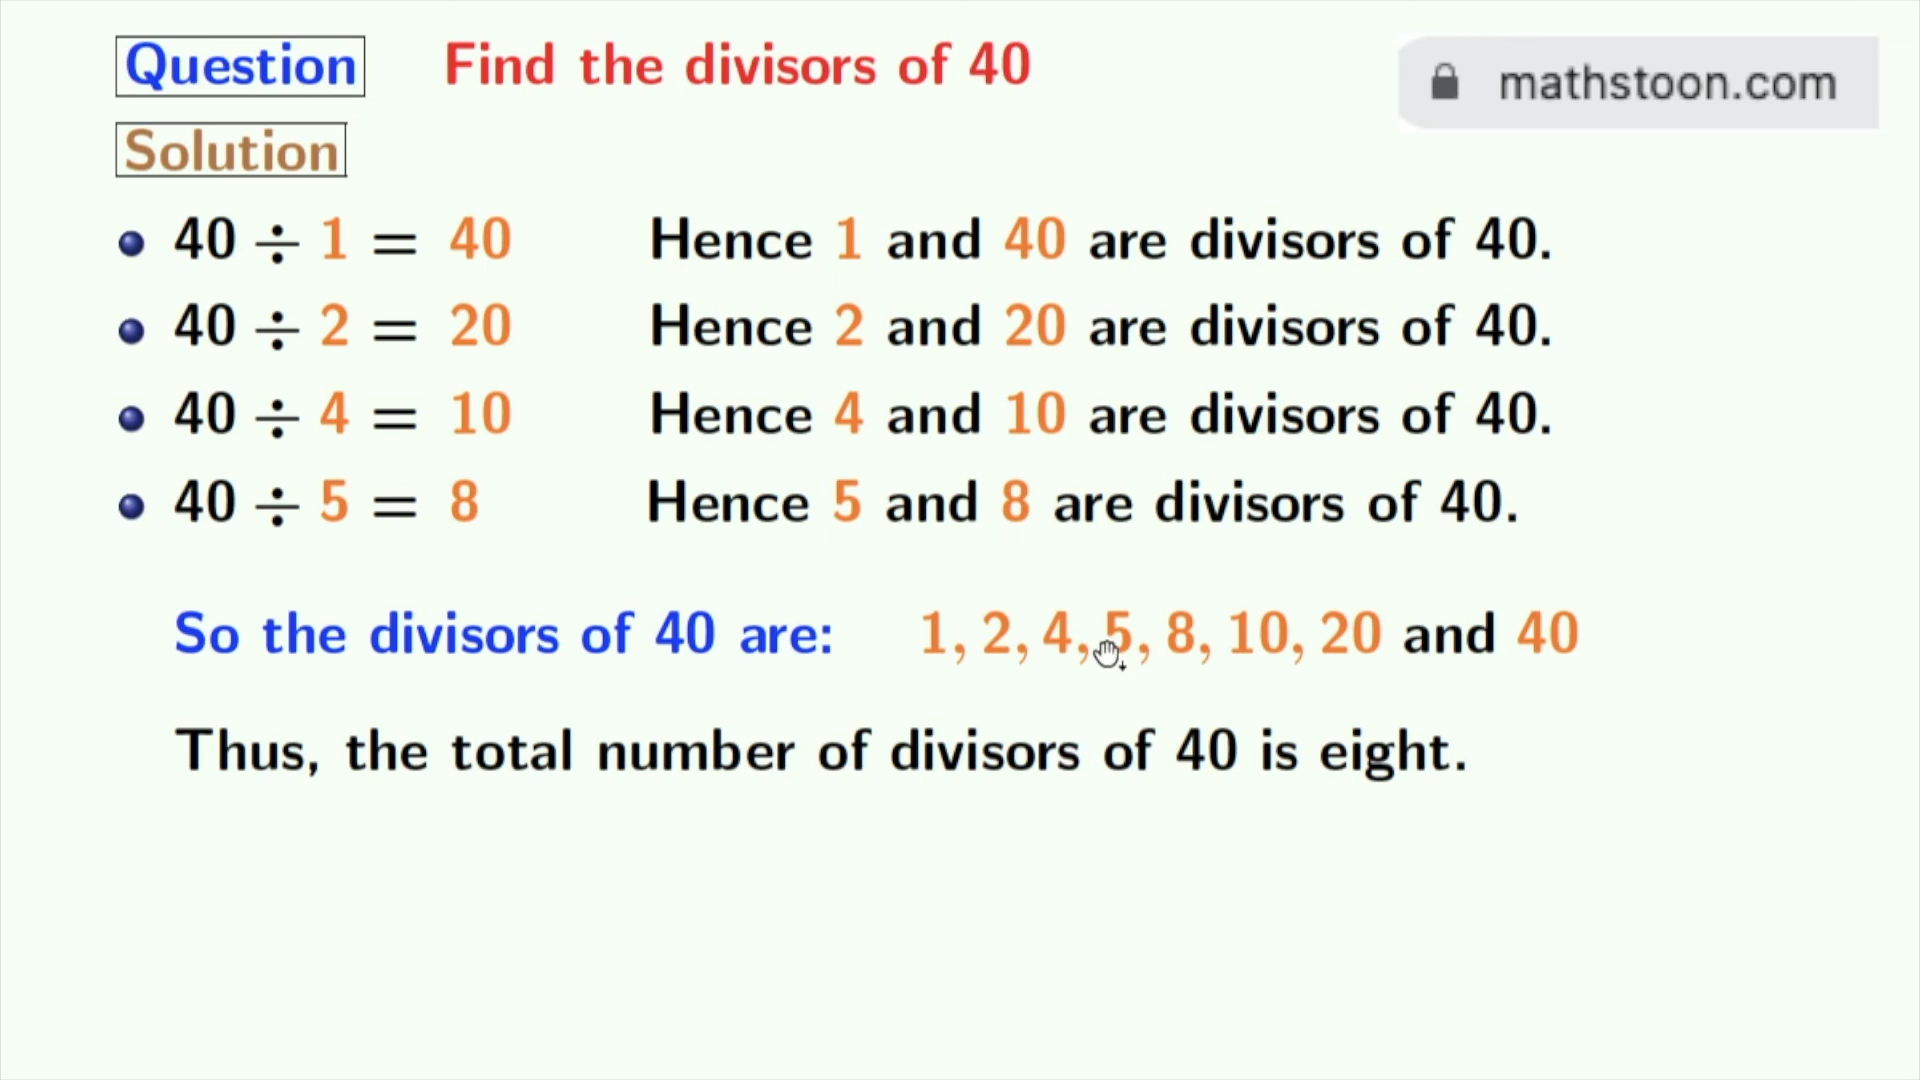 Question Find the divisors of 40
mathstoon.com
Solution
40 ÷ 1 = 40 Hence 1 and 40 are divisors of 40.
40 ÷ 2 = 20 Hence 2 and 20 are divisors of 40.
40 ÷ 4 = 10 Hence 4 and 10 are divisors of 40.
40 ÷ 5 = 8 Hence 5 and 8 are divisors of 40.
So the divisors of 40 are: 1, 2, 4, 5, 8, 10, 20 and 40
Thus, the total number of divisors of 40 is eight.